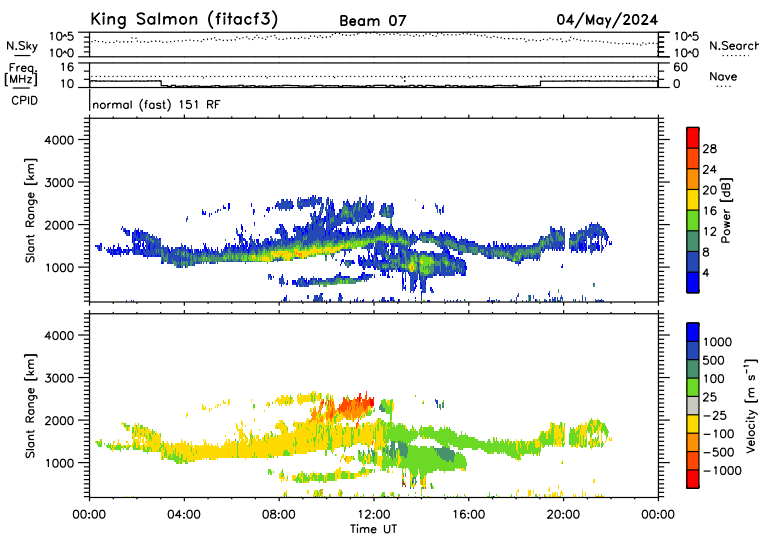 King Salmon (fitacf3) Beam 07 04/May/2024
N.Sky 10^5 10^0 10^5 10^0 N.Search
Freq. [MHz] 16 10 60 0 Nave
CPID normal (fast) 151 RF
Slant Range [km] 4000 3000 2000 1000
28 24 20 16 12 8 4 Power [dB]
Slant Range [km] 4000 3000 2000 1000
1000 500 100 25 −25 −100 −500 −1000 Velocity [m s⁻¹]
00:00 04:00 08:00 12:00 16:00 20:00 00:00
Time UT